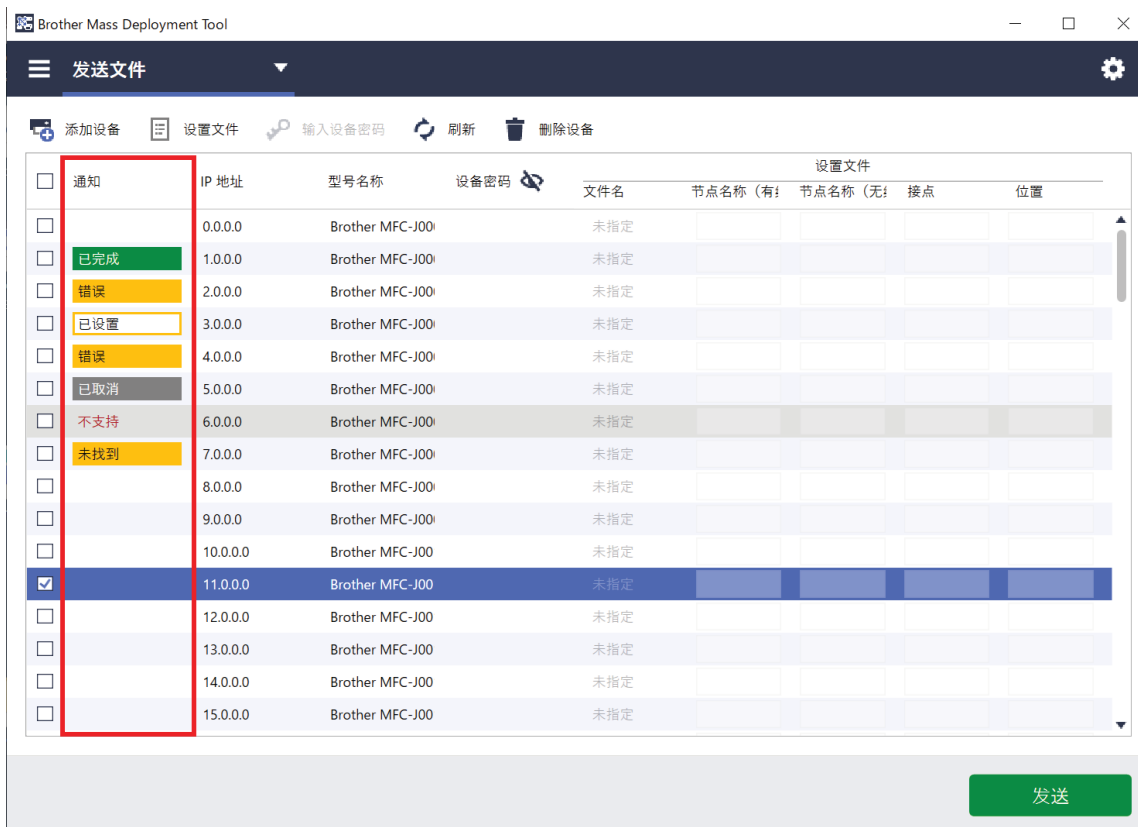 Brother Mass Deployment Tool
发送文件
添加设备 设置文件 输入设备密码 刷新 删除设备
设置文件
通知 IP 地址 型号名称 设备密码
文件名 节点名称（有 节点名称（无 接点 位置
0.0.0.0 Brother MFC-J00 未指定
已完成 1.0.0.0 Brother MFC-J00 未指定
错误 2.0.0.0 Brother MFC-J00 未指定
已设置 3.0.0.0 Brother MFC-J00 未指定
错误 4.0.0.0 Brother MFC-J00 未指定
已取消 5.0.0.0 Brother MFC-J00 未指定
不支持 6.0.0.0 Brother MFC-J00 未指定
未找到 7.0.0.0 Brother MFC-J00 未指定
8.0.0.0 Brother MFC-J00 未指定
9.0.0.0 Brother MFC-J00 未指定
10.0.0.0 Brother MFC-J00 未指定
11.0.0.0 Brother MFC-J00 未指定
12.0.0.0 Brother MFC-J00 未指定
13.0.0.0 Brother MFC-J00 未指定
14.0.0.0 Brother MFC-J00 未指定
15.0.0.0 Brother MFC-J00 未指定
发送